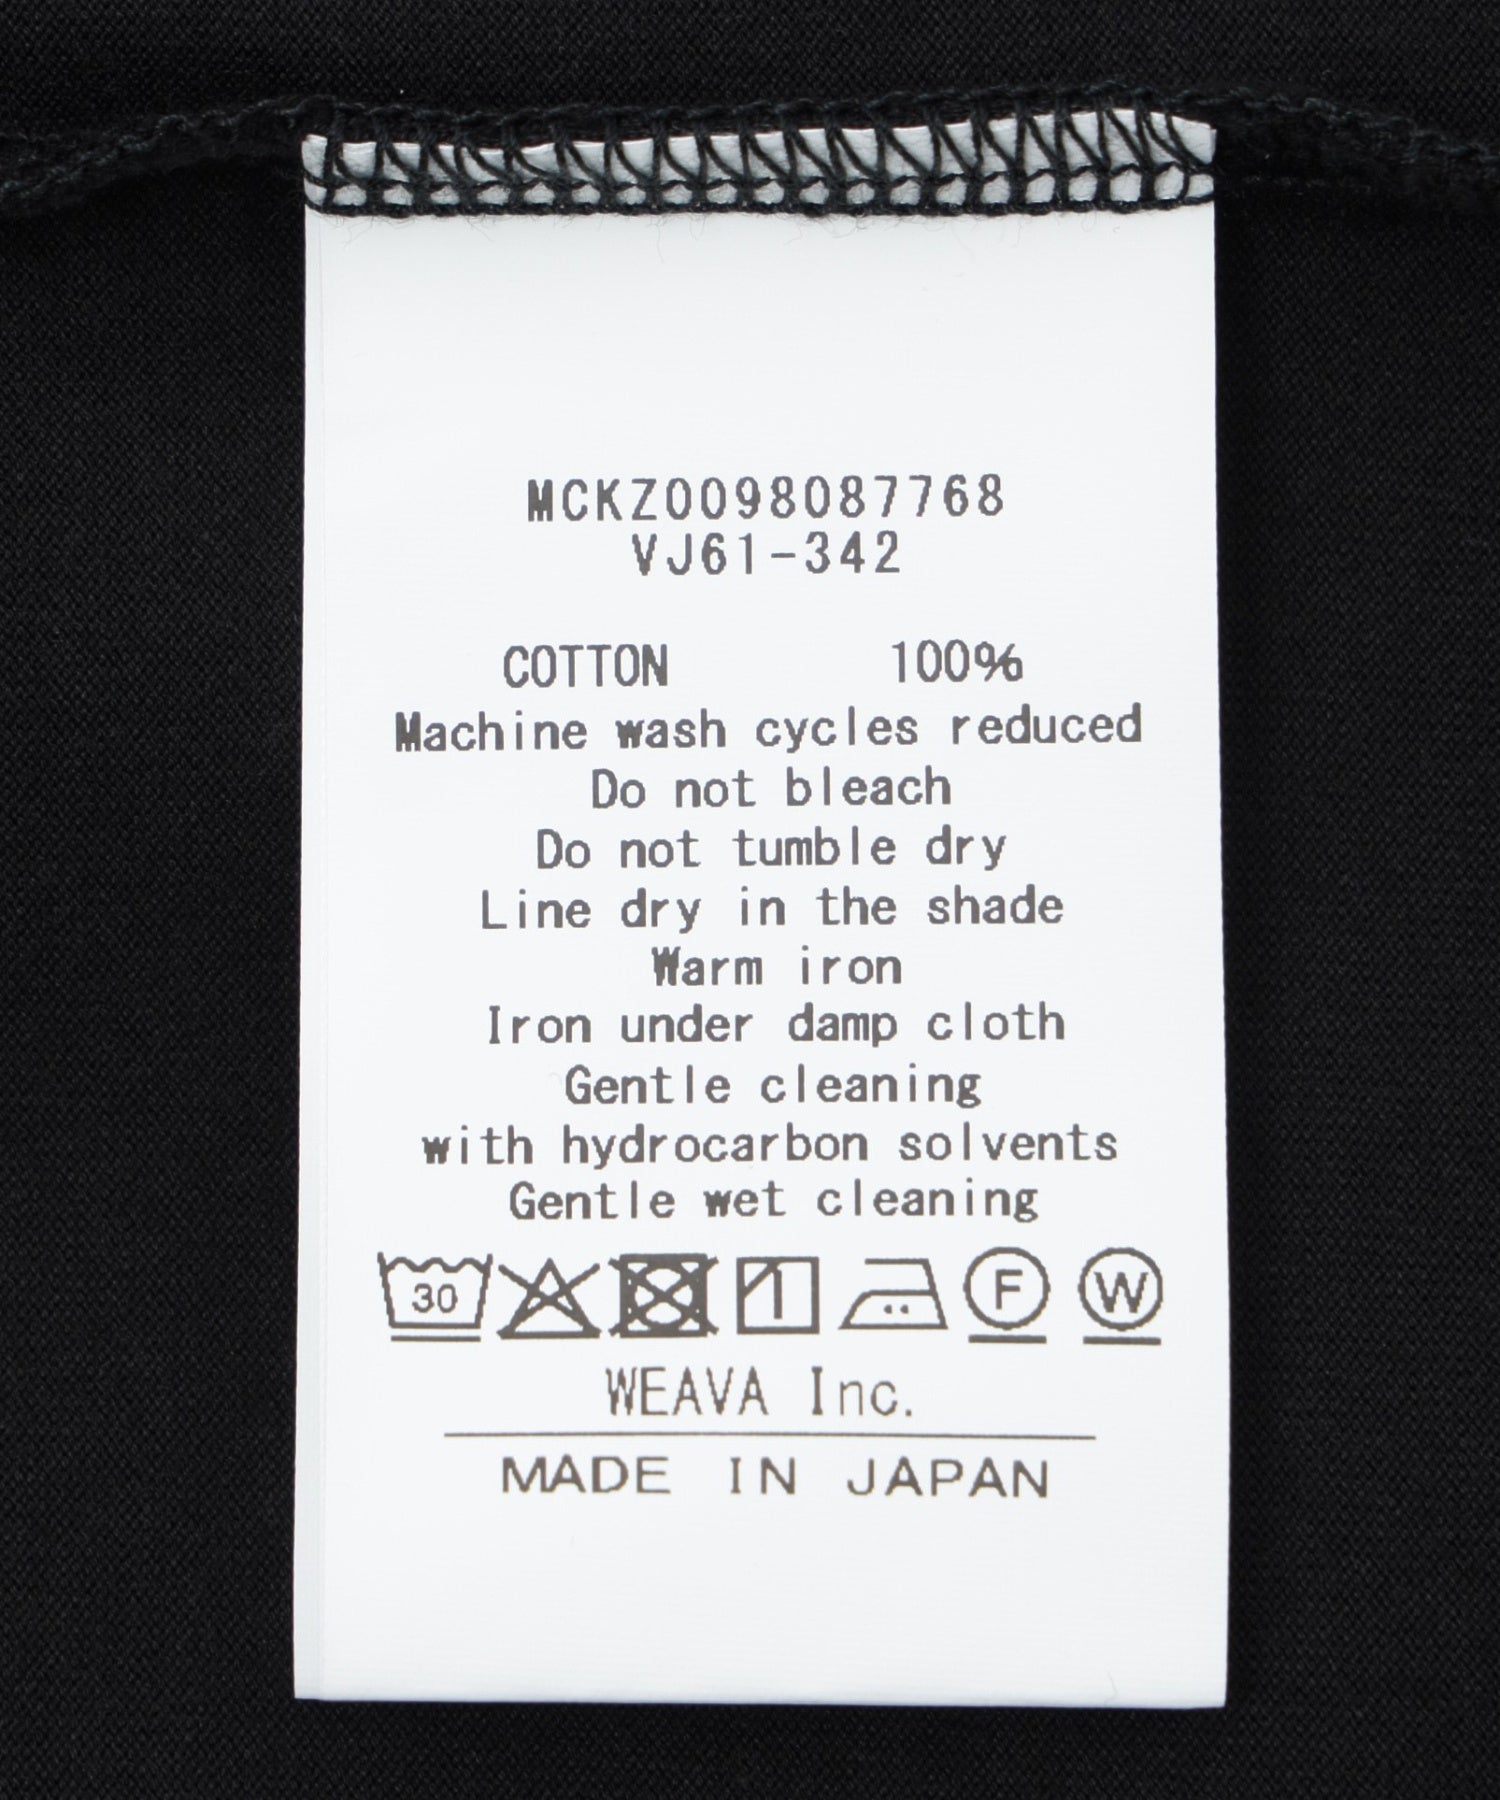 MCKZ0098087768
VJ61-342
COTTON 100%
Machine wash cycles reduced
Do not bleach
Do not tumble dry
Line dry in the shade
Warm iron
Iron under damp cloth
Gentle cleaning
with hydrocarbon solvents
Gentle wet cleaning
30 F W
WEAVA Inc.
MADE IN JAPAN